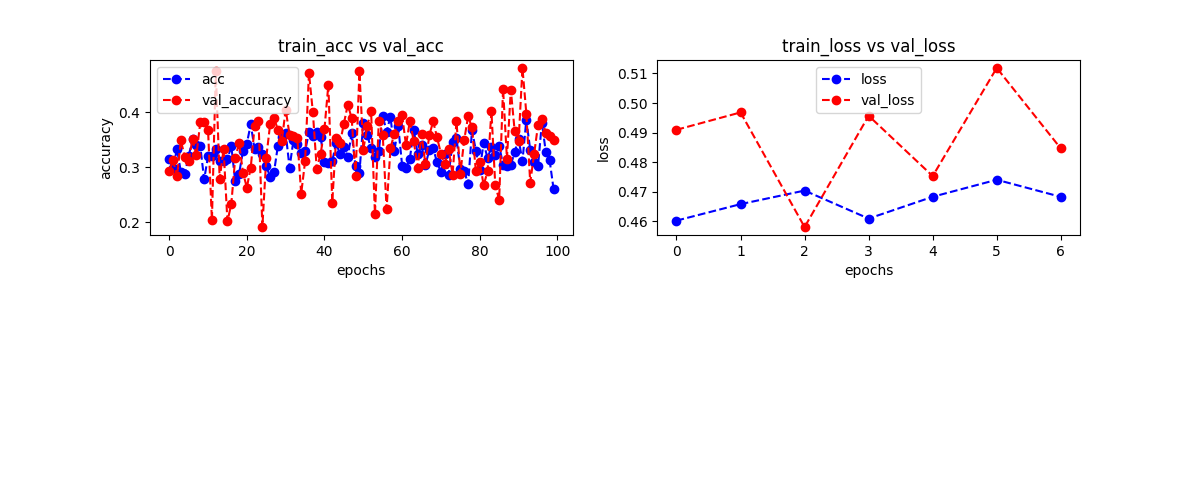 train_acc vs val_acc
acc
val_accuracy
accuracy
0.4
0.3
0.2
0 20 40 60 80 100
epochs
train_loss vs val_loss
loss
val_loss
loss
0.51
0.50
0.49
0.48
0.47
0.46
0 1 2 3 4 5 6
epochs